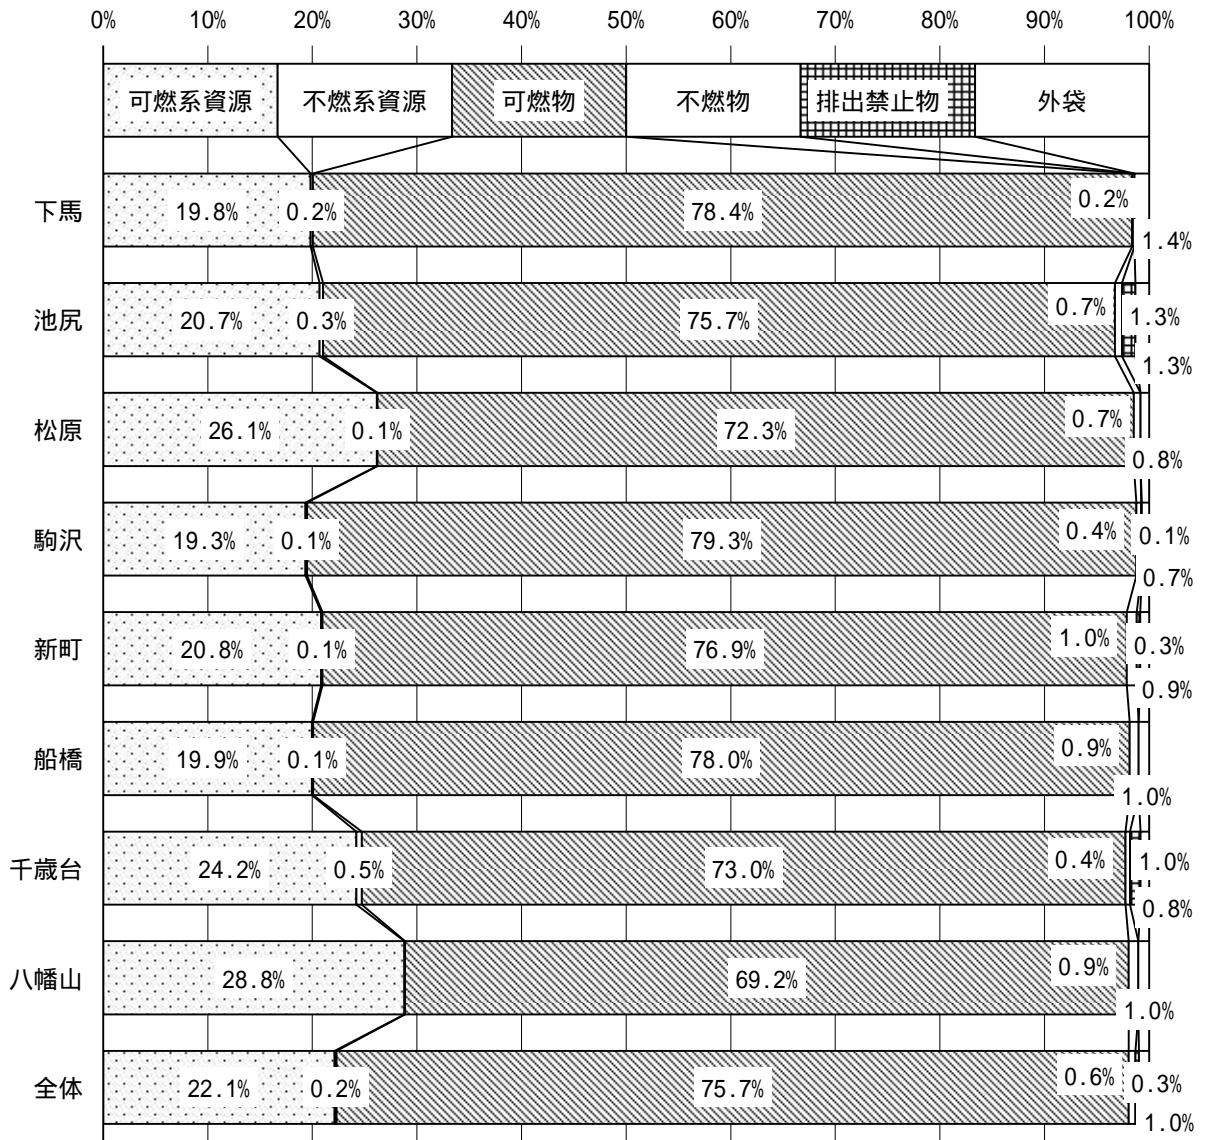 0% 10% 20% 30% 40% 50% 60% 70% 80% 90% 100%
可燃系資源 不燃系資源 可燃物 不燃物 排出禁止物 外袋
下馬 19.8% 0.2% 78.4% 0.2% 1.4%
池尻 20.7% 0.3% 75.7% 0.7% 1.3% 1.3%
松原 26.1% 0.1% 72.3% 0.7% 0.8%
駒沢 19.3% 0.1% 79.3% 0.4% 0.1% 0.7%
新町 20.8% 0.1% 76.9% 1.0% 0.3% 0.9%
船橋 19.9% 0.1% 78.0% 0.9% 1.0%
千歳台 24.2% 0.5% 73.0% 0.4% 1.0% 0.8%
八幡山 28.8% 69.2% 0.9% 1.0%
全体 22.1% 0.2% 75.7% 0.6% 0.3% 1.0%